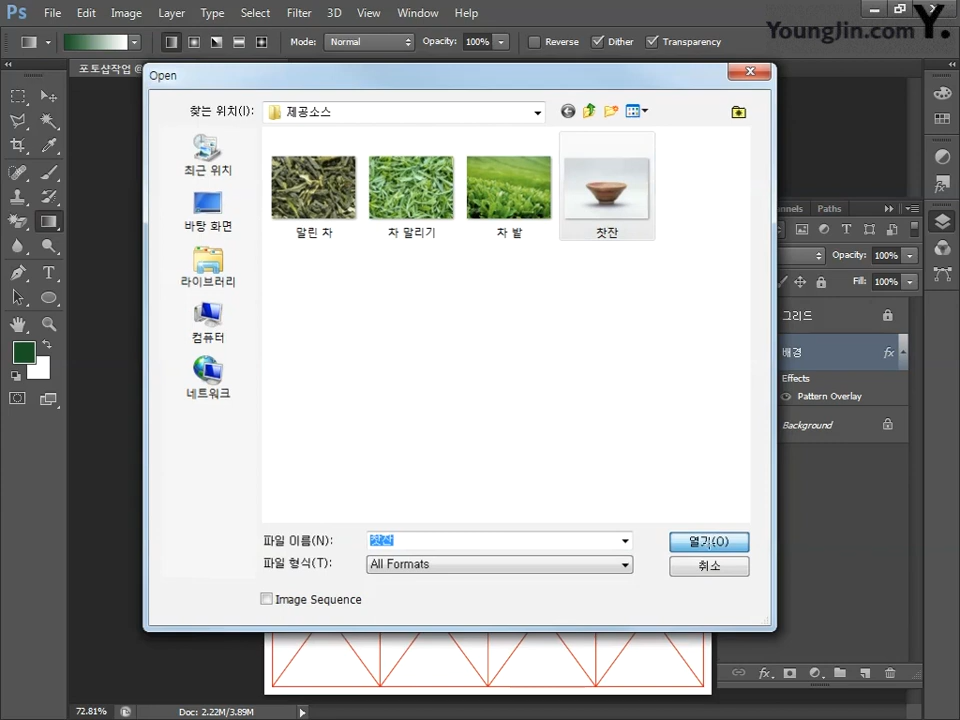 Ps File Edit Image Layer Type Select Filter 3D View Window Help
YoungJin.com Y.
Mode: Normal Opacity: 100% Reverse Dither Transparency
포토샵작업
Open
찾는 위치(I): 제공소스
최근 위치
바탕 화면
라이브러리
컴퓨터
네트워크
말린 차 차 말리기 차 밭 찻잔
Paths
Opacity: 100%
Fill: 100%
그리드
배경 fx
Effects
Pattern Overlay
Background
파일 이름(N): 찻잔 열기(O)
파일 형식(T): All Formats 취소
Image Sequence
72.81% Doc: 2.22M/3.89M